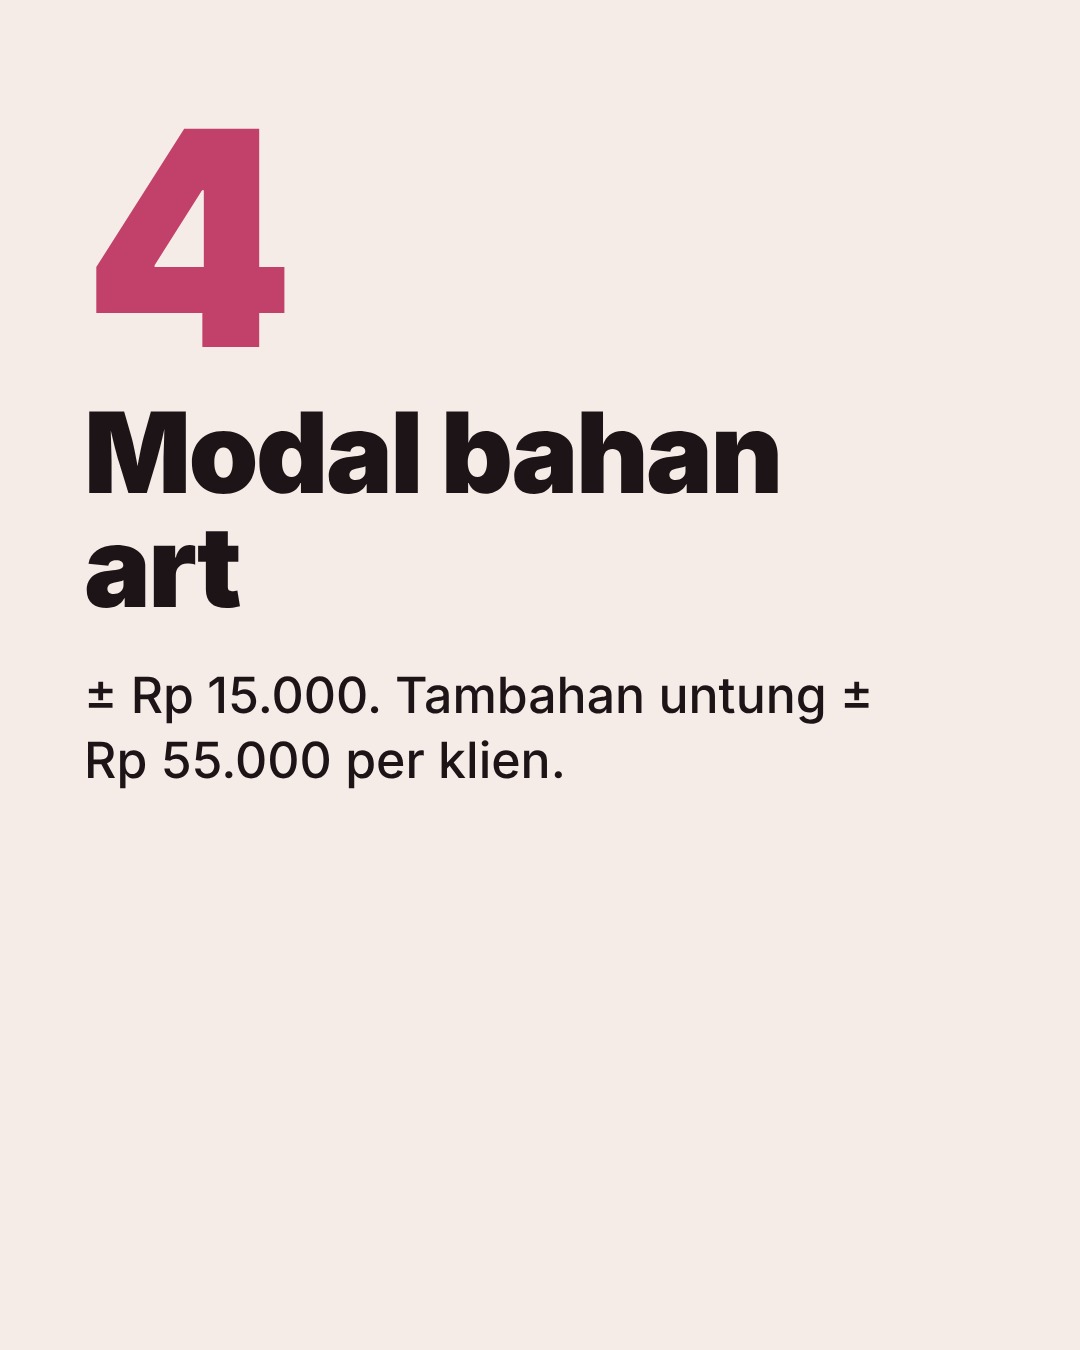 4
Modal bahan
art
± Rp 15.000. Tambahan untung ±
Rp 55.000 per klien.